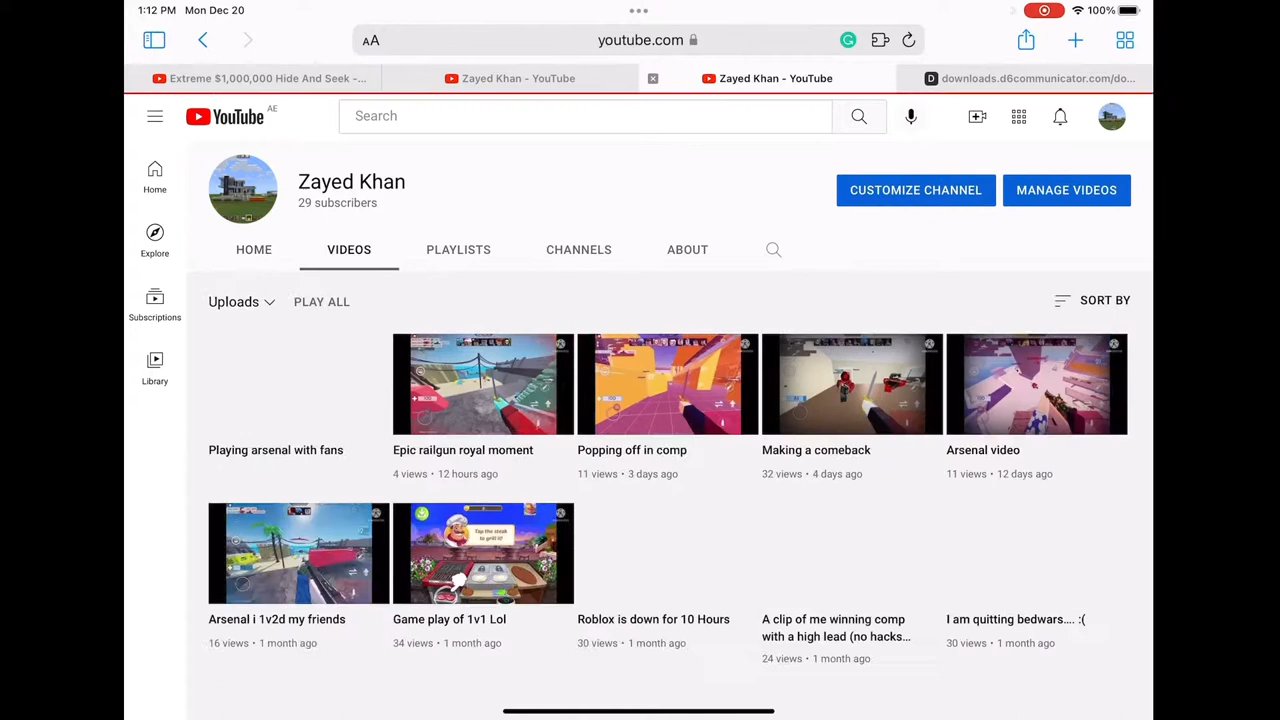 1:12 PM Mon Dec 20
100%
AA
youtube.com
Extreme $1,000,000 Hide And Seek -...
Zayed Khan - YouTube
Zayed Khan - YouTube
D
downloads.d6communicator.com/do...
YouTube AE
Search
Home
Explore
Subscriptions
Library
Zayed Khan
29 subscribers
CUSTOMIZE CHANNEL
MANAGE VIDEOS
HOME
VIDEOS
PLAYLISTS
CHANNELS
ABOUT
Uploads
PLAY ALL
SORT BY
Playing arsenal with fans
Epic railgun royal moment
4 views • 12 hours ago
Popping off in comp
11 views • 3 days ago
Making a comeback
32 views • 4 days ago
Arsenal video
11 views • 12 days ago
Arsenal i 1v2d my friends
16 views • 1 month ago
Tap the steak
to grill it!
Game play of 1v1 Lol
34 views • 1 month ago
Roblox is down for 10 Hours
30 views • 1 month ago
A clip of me winning comp
with a high lead (no hacks...
24 views • 1 month ago
I am quitting bedwars.... :(
30 views • 1 month ago